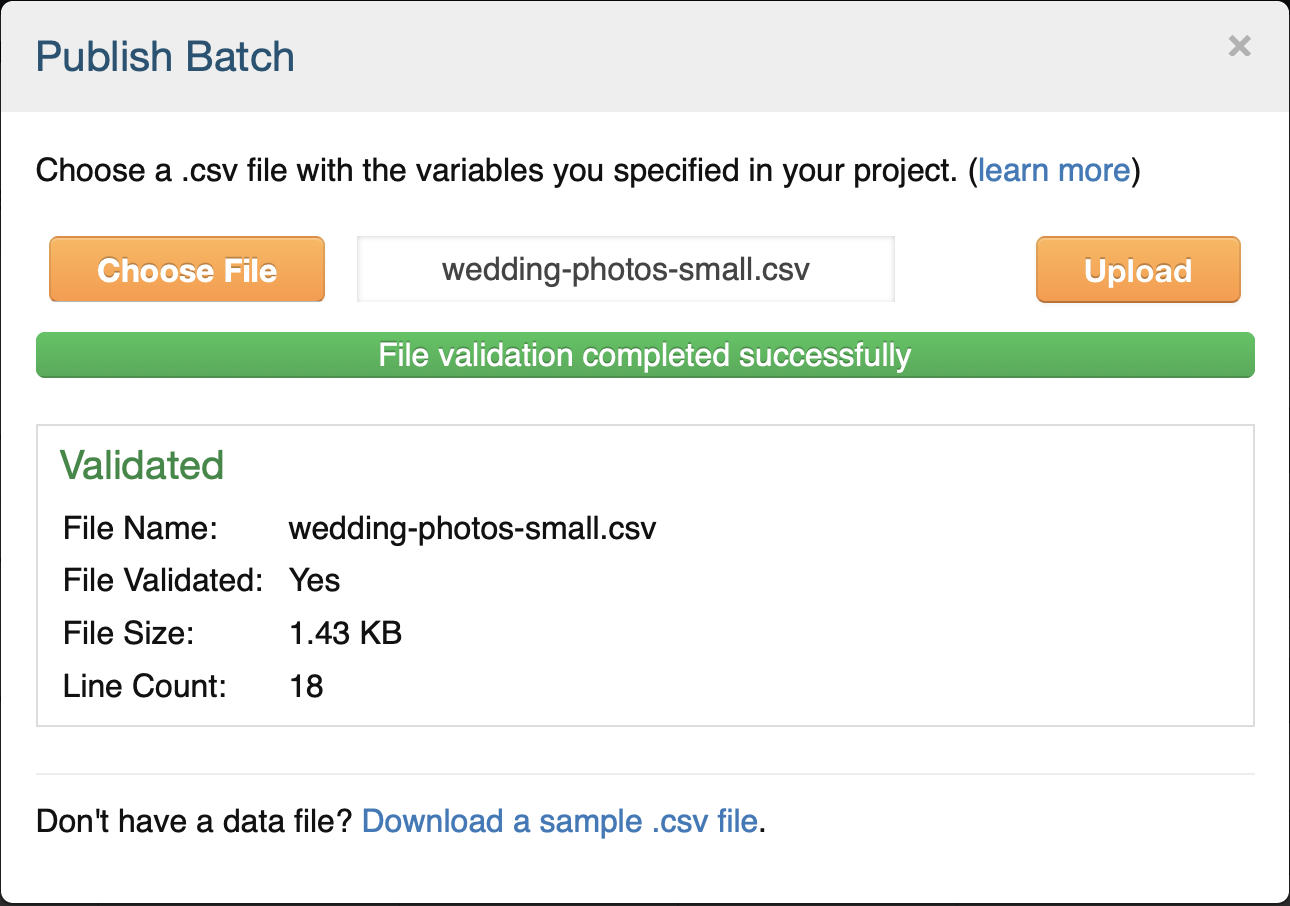 Publish Batch ×
Choose a .csv file with the variables you specified in your project. (learn more)
Choose File wedding-photos-small.csv Upload
File validation completed successfully
Validated
File Name: wedding-photos-small.csv
File Validated: Yes
File Size: 1.43 KB
Line Count: 18
Don't have a data file? Download a sample .csv file.